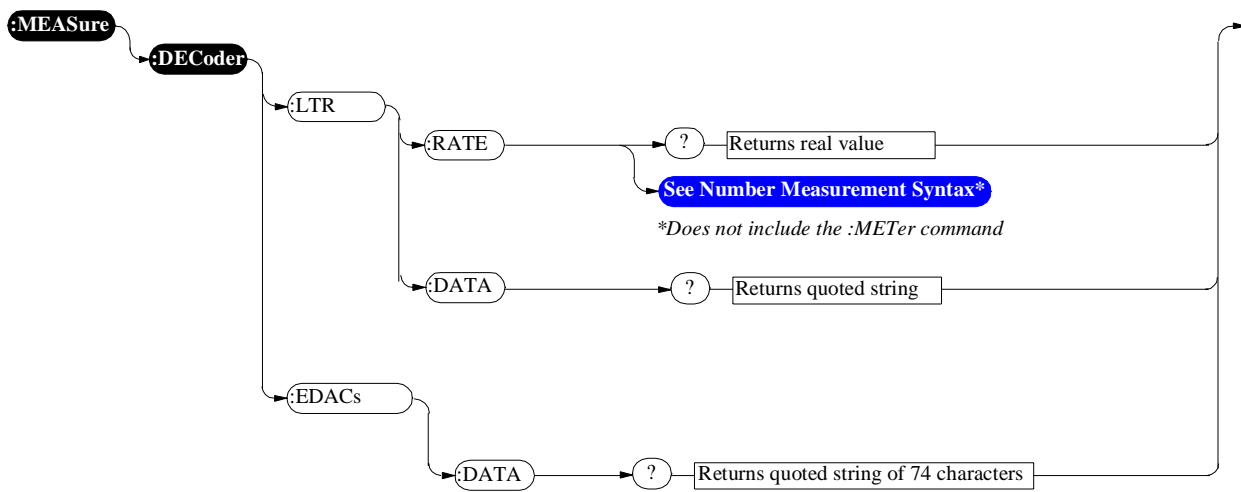 :MEASure
:DECoder
:LTR
:RATE ? Returns real value
See Number Measurement Syntax*
*Does not include the :METer command
:DATA ? Returns quoted string
:EDACs
:DATA ? Returns quoted string of 74 characters